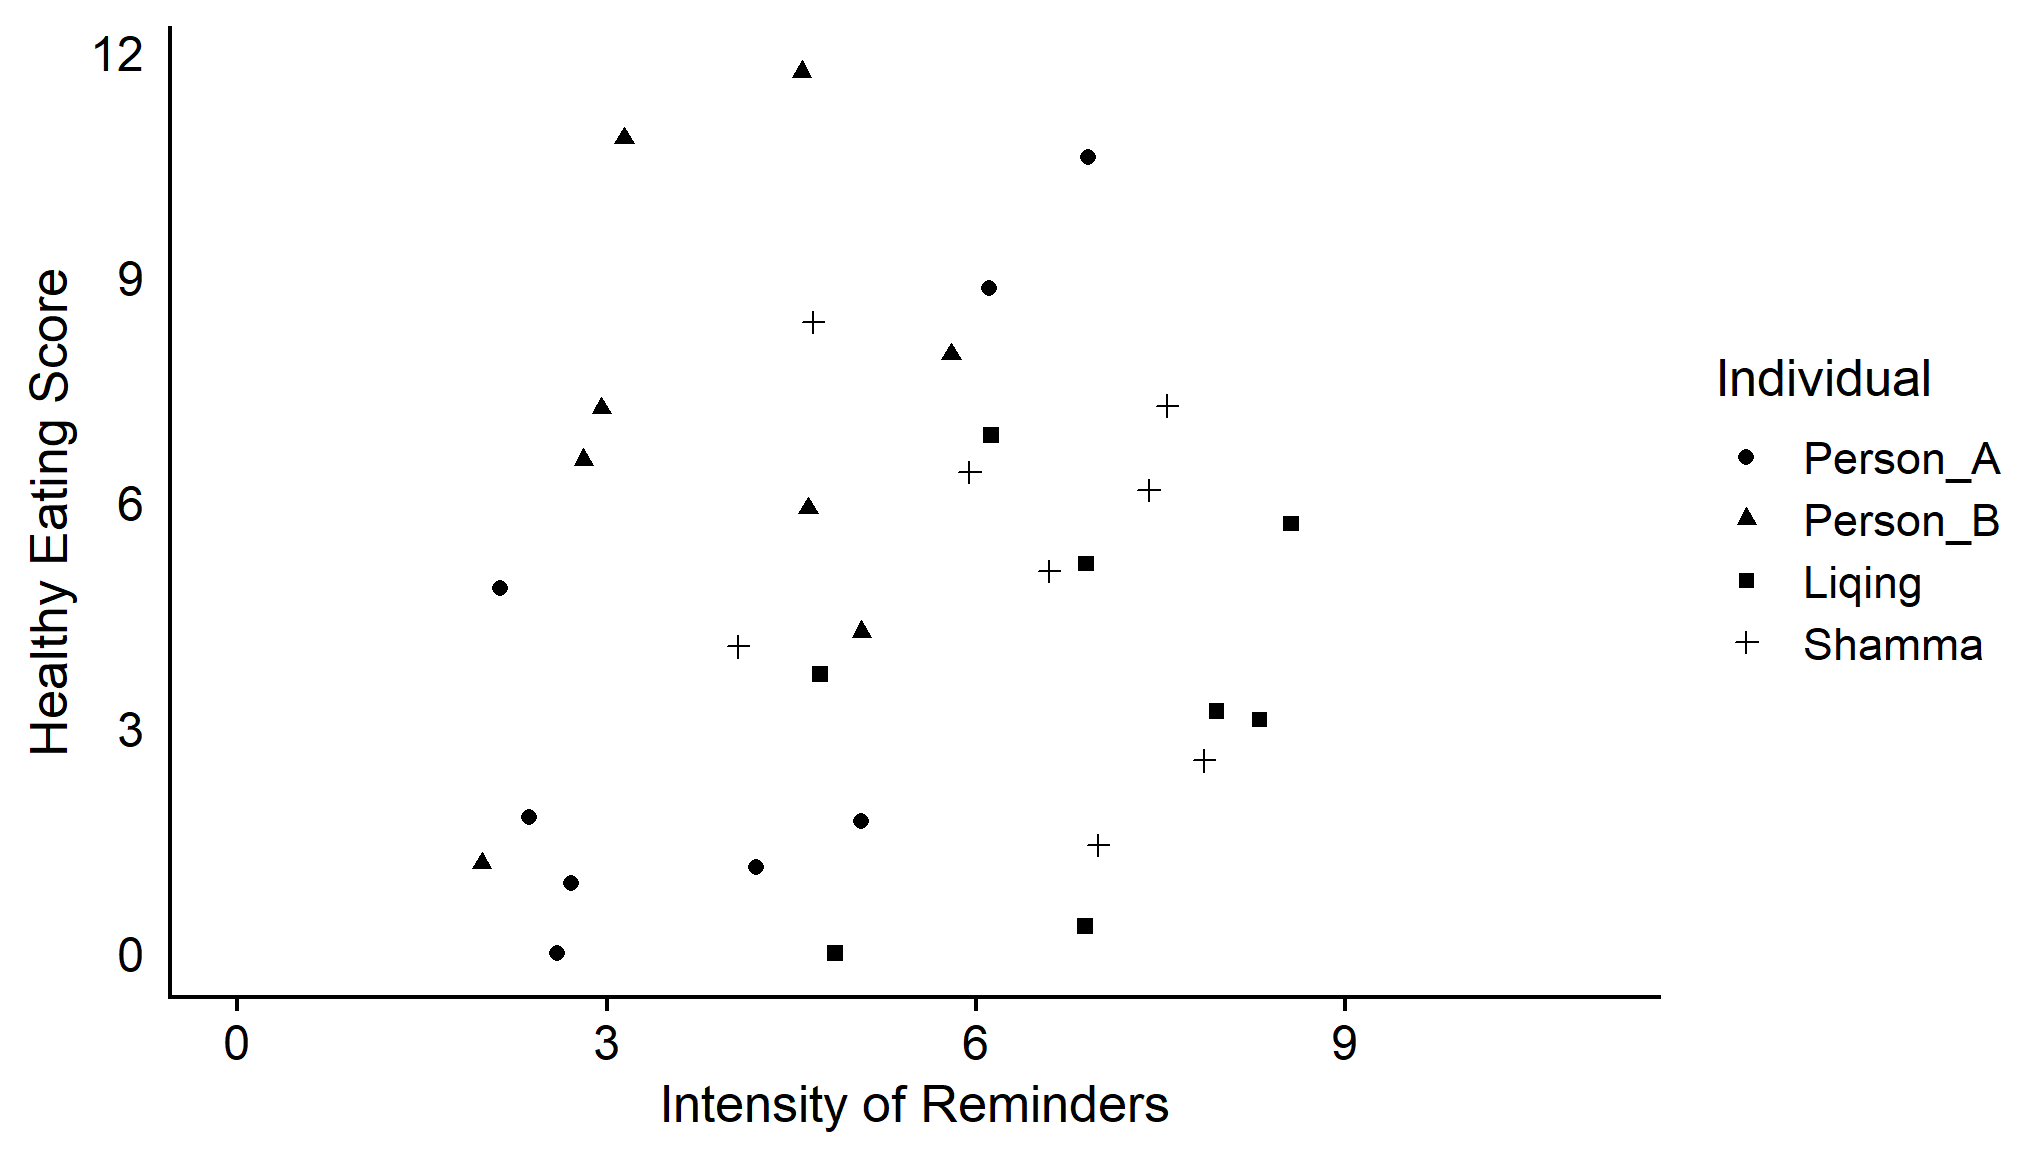 12
9
6
3
0
Healthy Eating Score
0 3 6 9
Intensity of Reminders
Individual
Person_A
Person_B
Liqing
Shamma